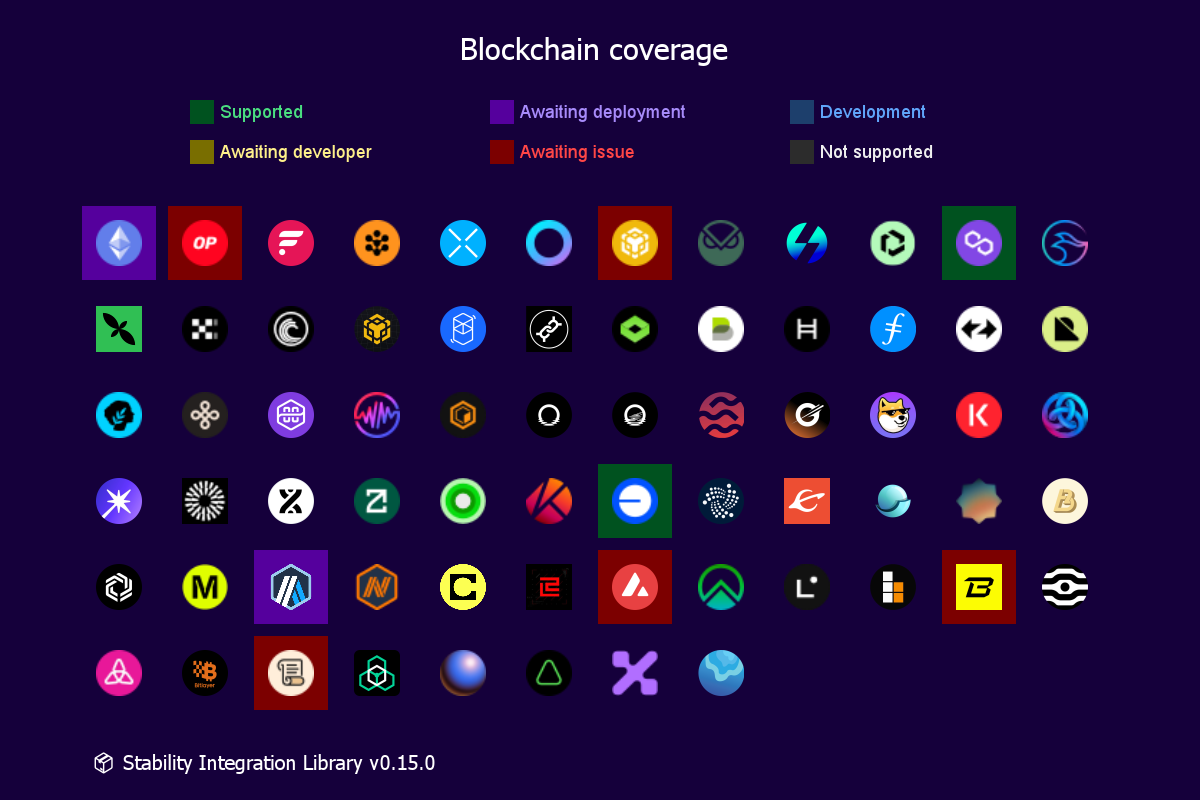 Blockchain coverage
Supported Awaiting deployment Development
Awaiting developer Awaiting issue Not supported
OP
M
Bitlayer
Stability Integration Library v0.15.0